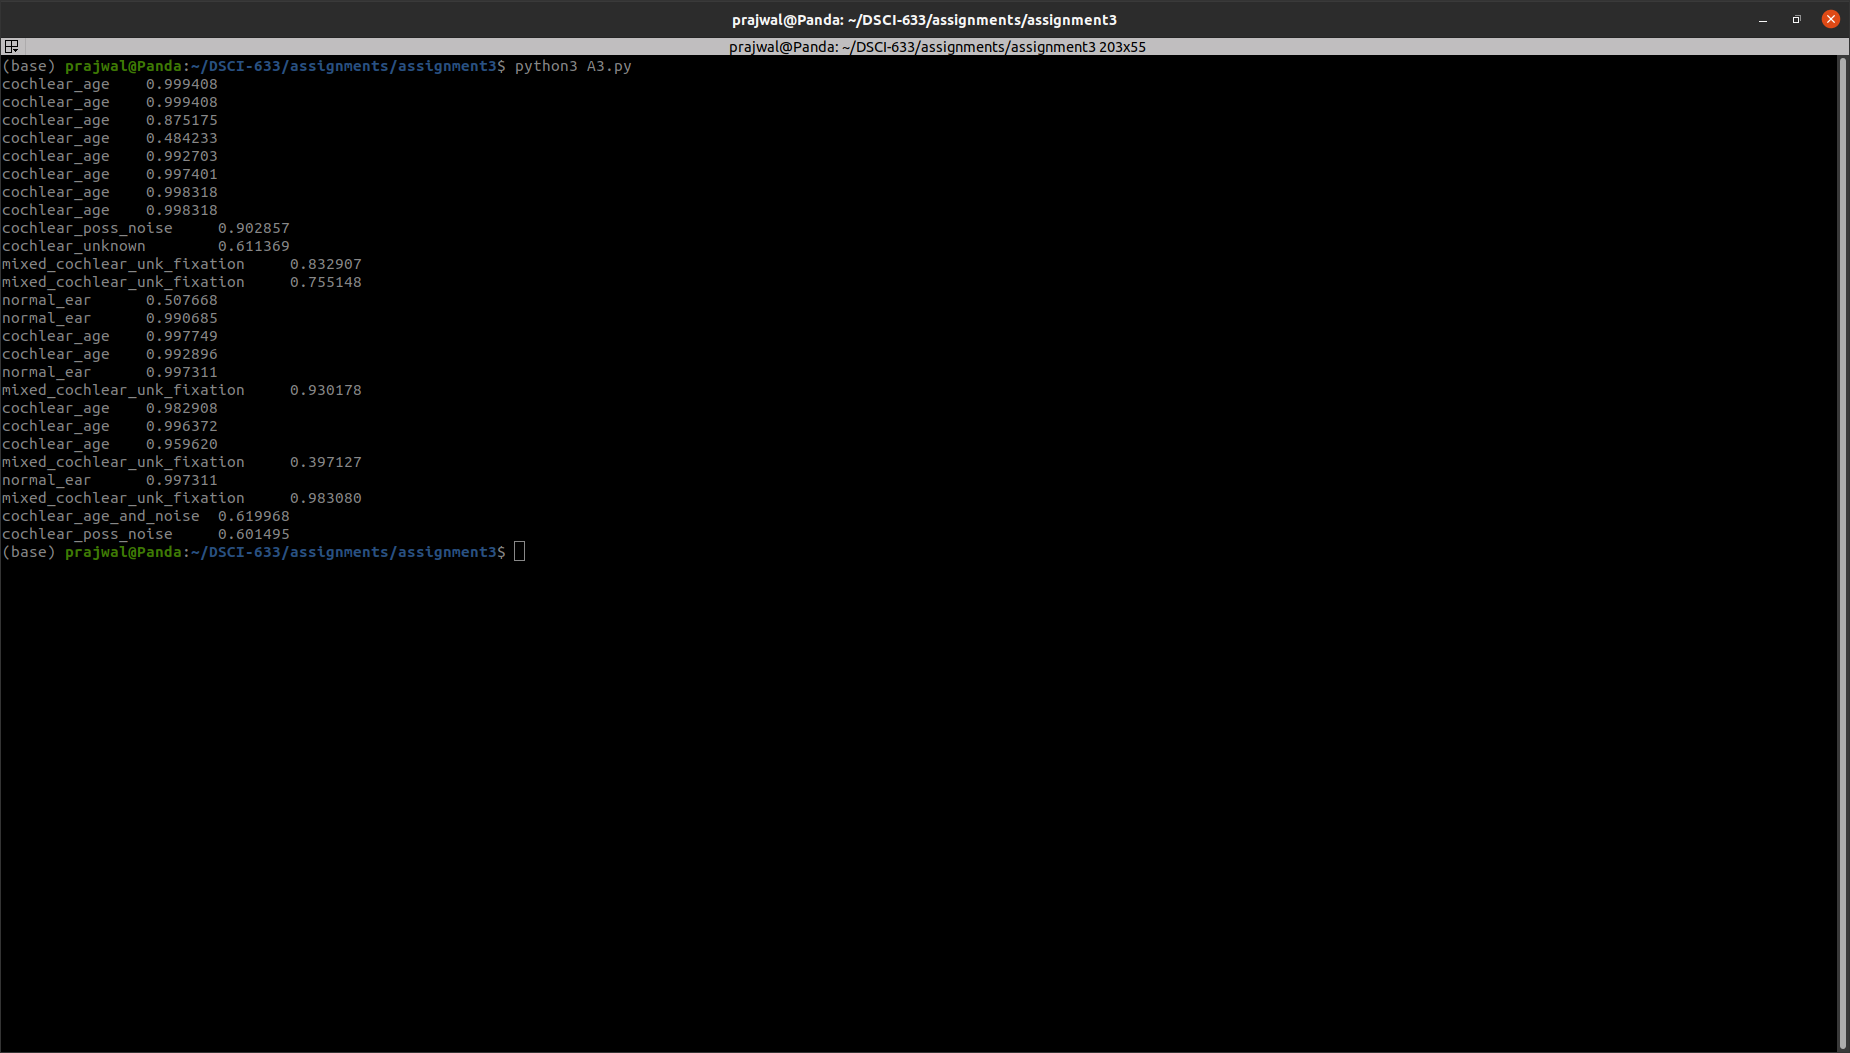 prajwal@Panda: ~/DSCI-633/assignments/assignment3
prajwal@Panda: ~/DSCI-633/assignments/assignment3 203x55
(base) prajwal@Panda:~/DSCI-633/assignments/assignment3$ python3 A3.py
cochlear_age    0.999408
cochlear_age    0.999408
cochlear_age    0.875175
cochlear_age    0.484233
cochlear_age    0.992703
cochlear_age    0.997401
cochlear_age    0.998318
cochlear_age    0.998318
cochlear_poss_noise     0.902857
cochlear_unknown        0.611369
mixed_cochlear_unk_fixation     0.832907
mixed_cochlear_unk_fixation     0.755148
normal_ear      0.507668
normal_ear      0.990685
cochlear_age    0.997749
cochlear_age    0.992896
normal_ear      0.997311
mixed_cochlear_unk_fixation     0.930178
cochlear_age    0.982908
cochlear_age    0.996372
cochlear_age    0.959620
mixed_cochlear_unk_fixation     0.397127
normal_ear      0.997311
mixed_cochlear_unk_fixation     0.983080
cochlear_age_and_noise  0.619968
cochlear_poss_noise     0.601495
(base) prajwal@Panda:~/DSCI-633/assignments/assignment3$